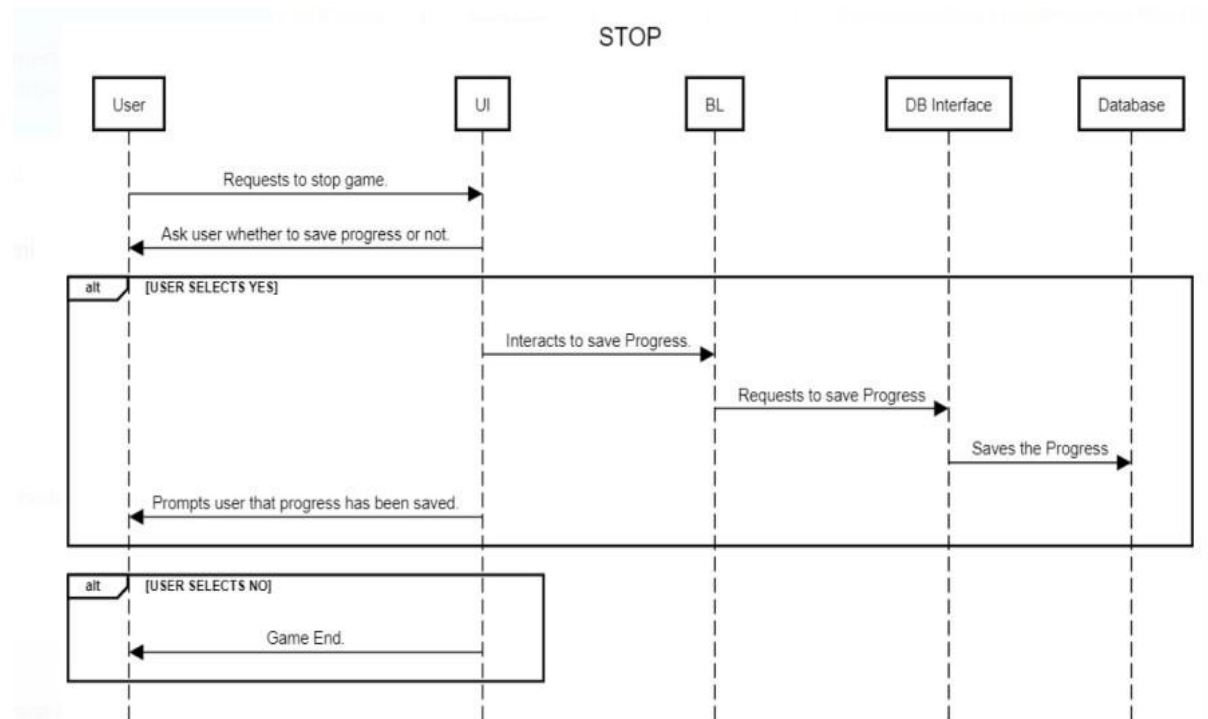 STOP
User
UI
BL
DB Interface
Database
Requests to stop game.
Ask user whether to save progress or not.
alt
[USER SELECTS YES]
Interacts to save Progress.
Requests to save Progress
Saves the Progress
Prompts user that progress has been saved.
alt
[USER SELECTS NO]
Game End.